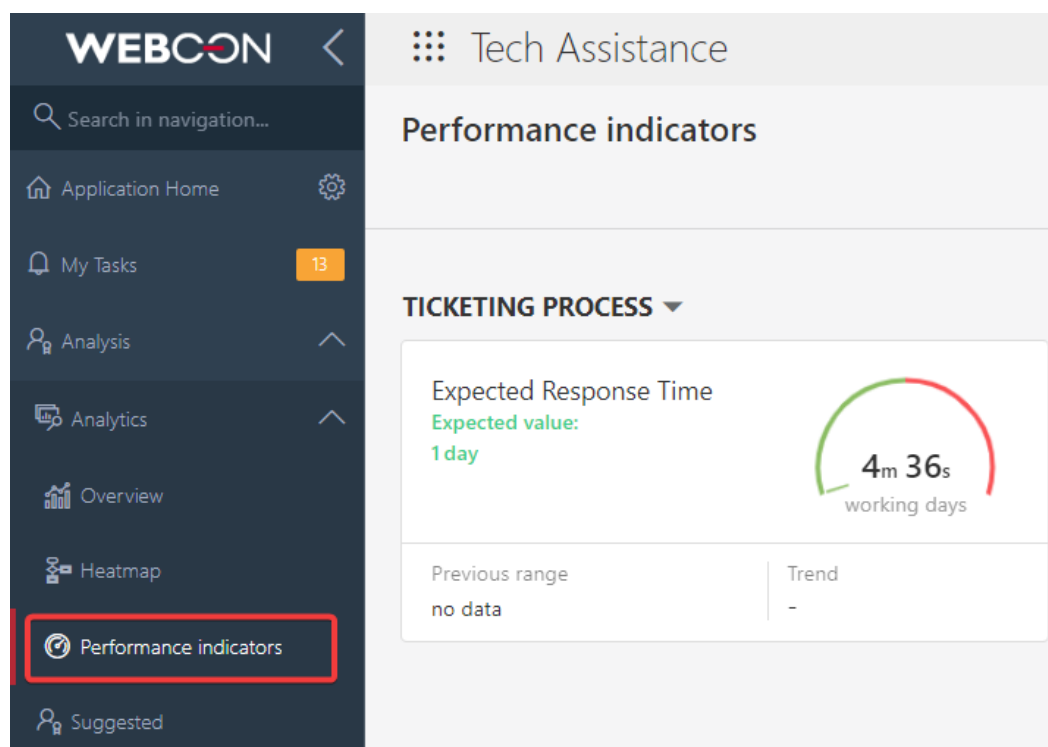 WEBCON
Search in navigation...
Application Home
My Tasks
13
Analysis
Analytics
Overview
Heatmap
Performance indicators
Suggested
Tech Assistance
Performance indicators
TICKETING PROCESS
Expected Response Time
Expected value:
1 day
4m 36s
working days
Previous range
no data
Trend
-